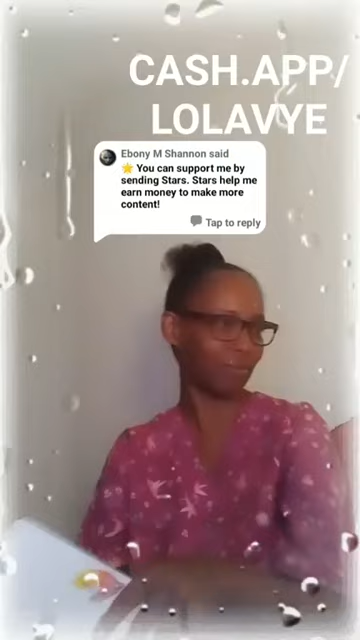 CASH.APP/
LOLAVYE
Ebony M Shannon said
⭐ You can support me by
sending Stars. Stars help me
earn money to make more
content!
Tap to reply